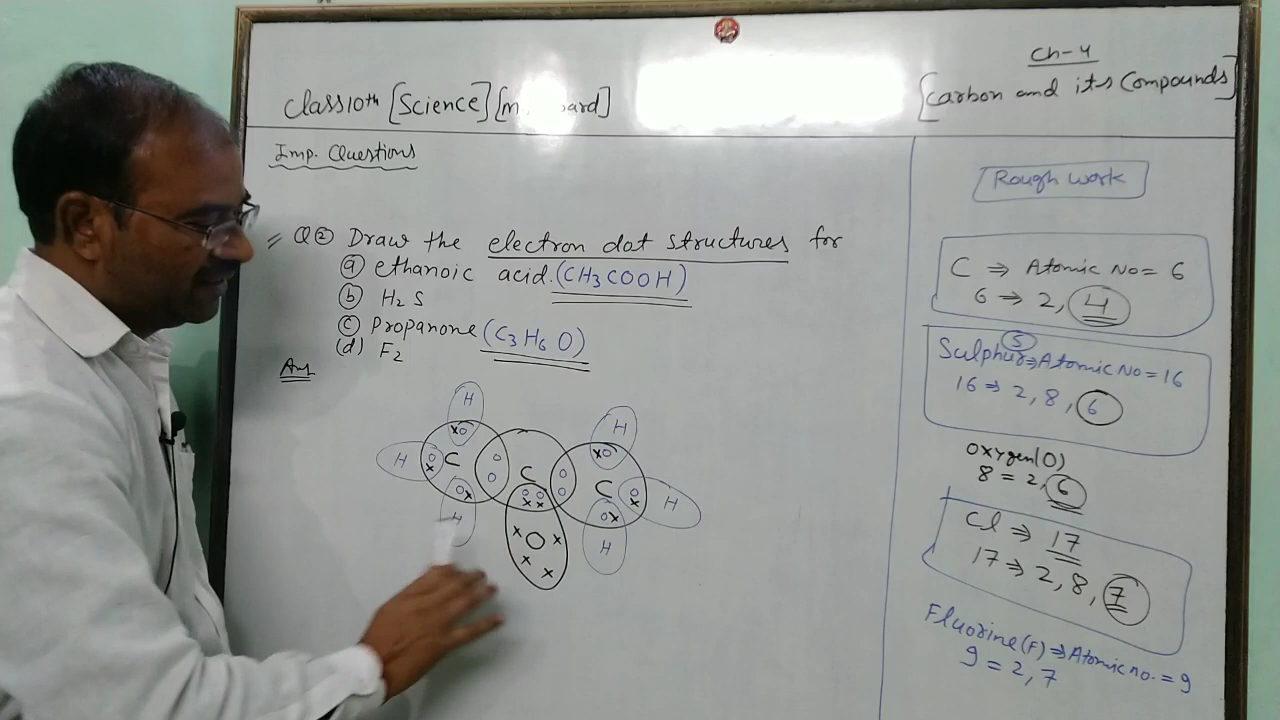 Ch-4
Class 10th [Science]
[Carbon and its Compounds]
Imp. Questions
Q② Draw the electron dot structures for
ⓐ ethanoic acid. (CH3COOH)
ⓑ H2S
ⓒ Propanone (C3H6O)
(d) F2
Ans
H
H
H
C
C
C
H
H
H
O
Rough Work
C ⇒ Atomic No = 6
6 ⇒ 2, 4
(S)
Sulphur ⇒ Atomic No = 16
16 ⇒ 2, 8, 6
Oxygen (O)
8 = 2, 6
Cl ⇒ 17
17 ⇒ 2, 8, 7
Fluorine (F) ⇒ Atomic no. = 9
9 = 2, 7